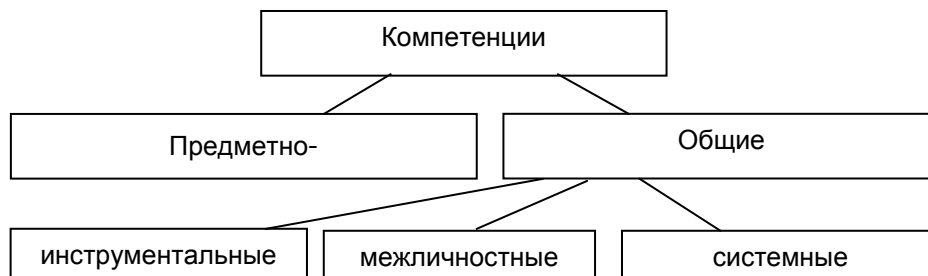 Компетенции
Предметно-
Общие
инструментальные
межличностные
системные